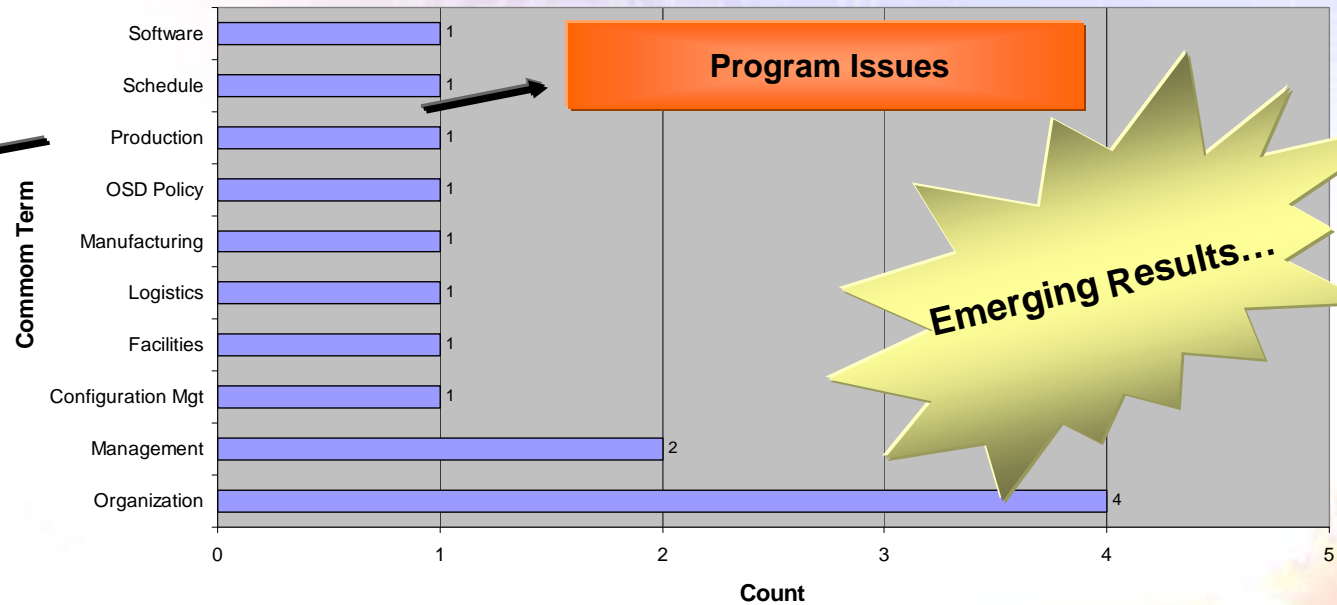 Software 1
Schedule 1
Production 1
OSD Policy 1
Manufacturing 1
Logistics 1
Facilities 1
Configuration Mgt 1
Management 2
Organization 4
Commom Term
Program Issues
Emerging Results...
0 1 2 3 4 5
Count